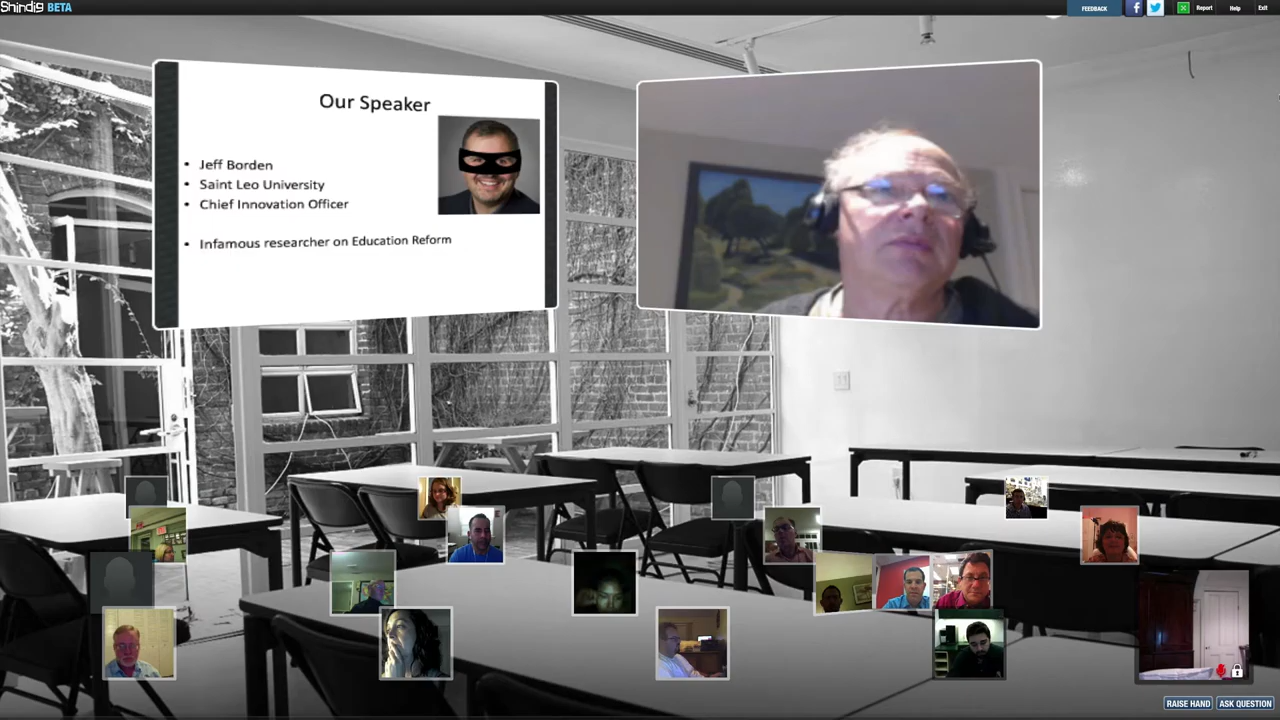 Shindig BETA
FEEDBACK
Report
Help
Exit
Our Speaker
• Jeff Borden
• Saint Leo University
• Chief Innovation Officer
• Infamous researcher on Education Reform
RAISE HAND
ASK QUESTION